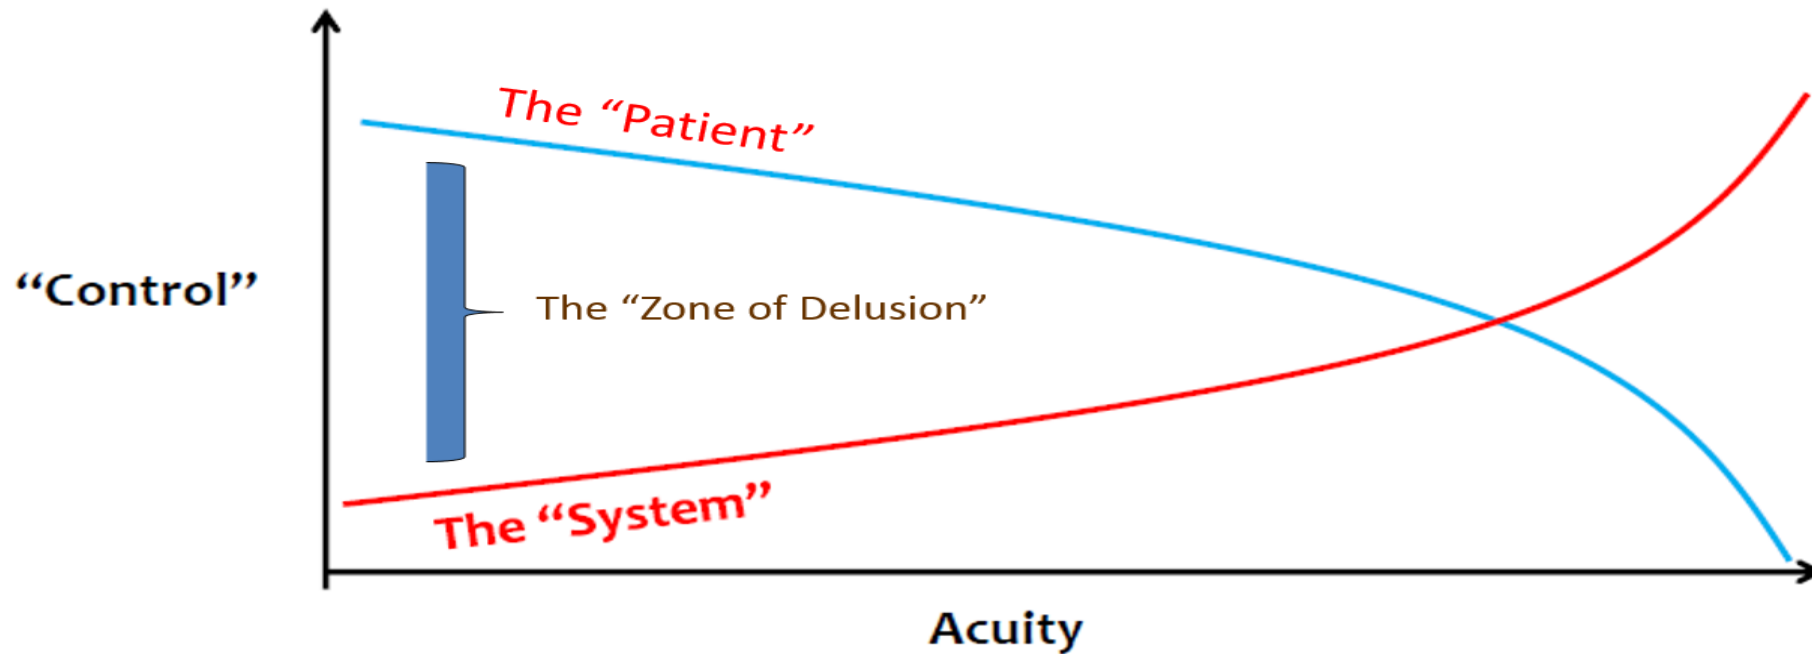 The “Patient”
“Control”
The “Zone of Delusion”
The “System”
Acuity